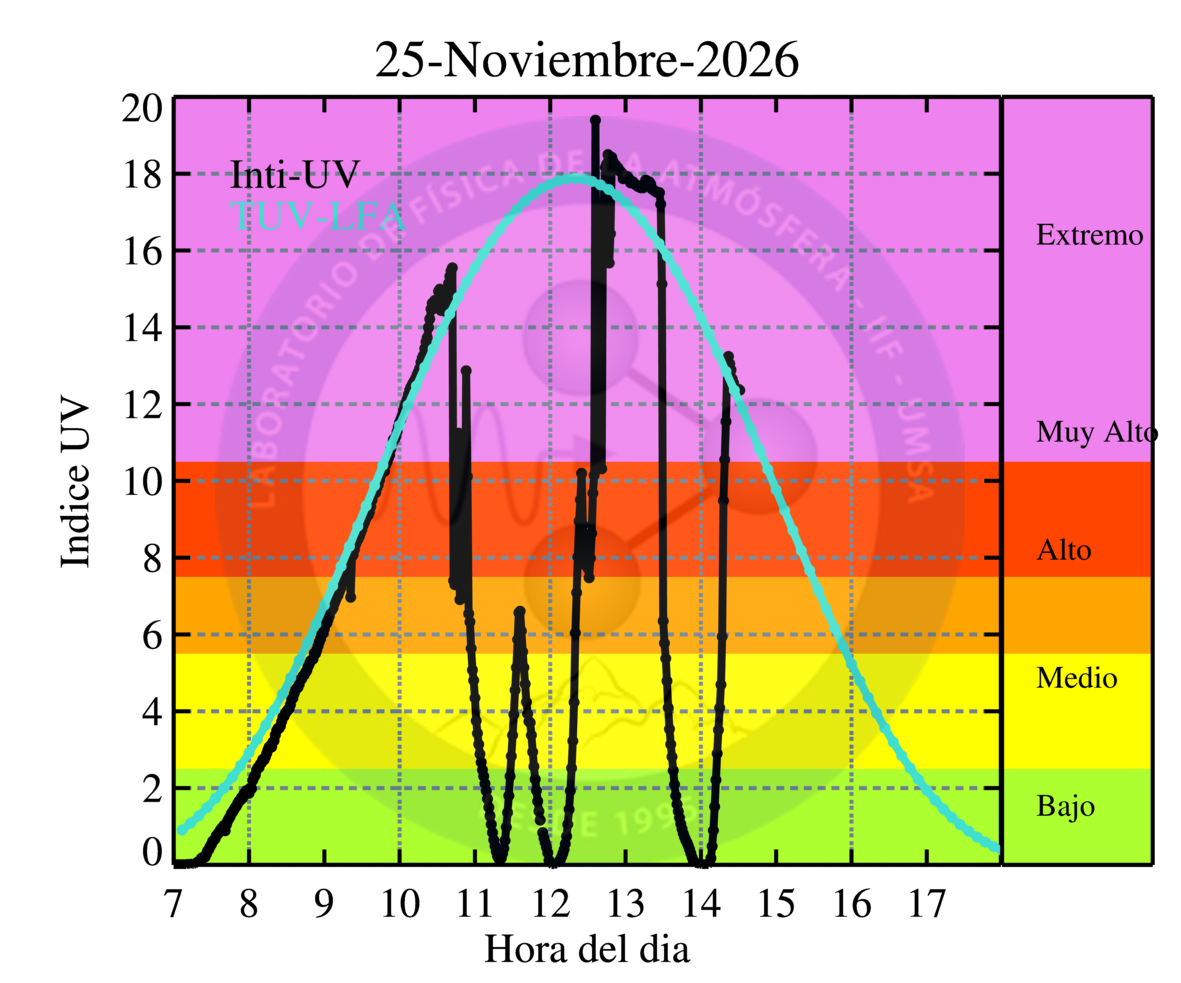 25-Noviembre-2026
Inti-UV
TUV-LFA
LABORATORIO DE FÍSICA DE LA ATMÓSFERA - IIF - UMSA
DESDE 1995
Indice UV
20
18
16
14
12
10
8
6
4
2
0
Extremo
Muy Alto
Alto
Medio
Bajo
7 8 9 10 11 12 13 14 15 16 17
Hora del dia